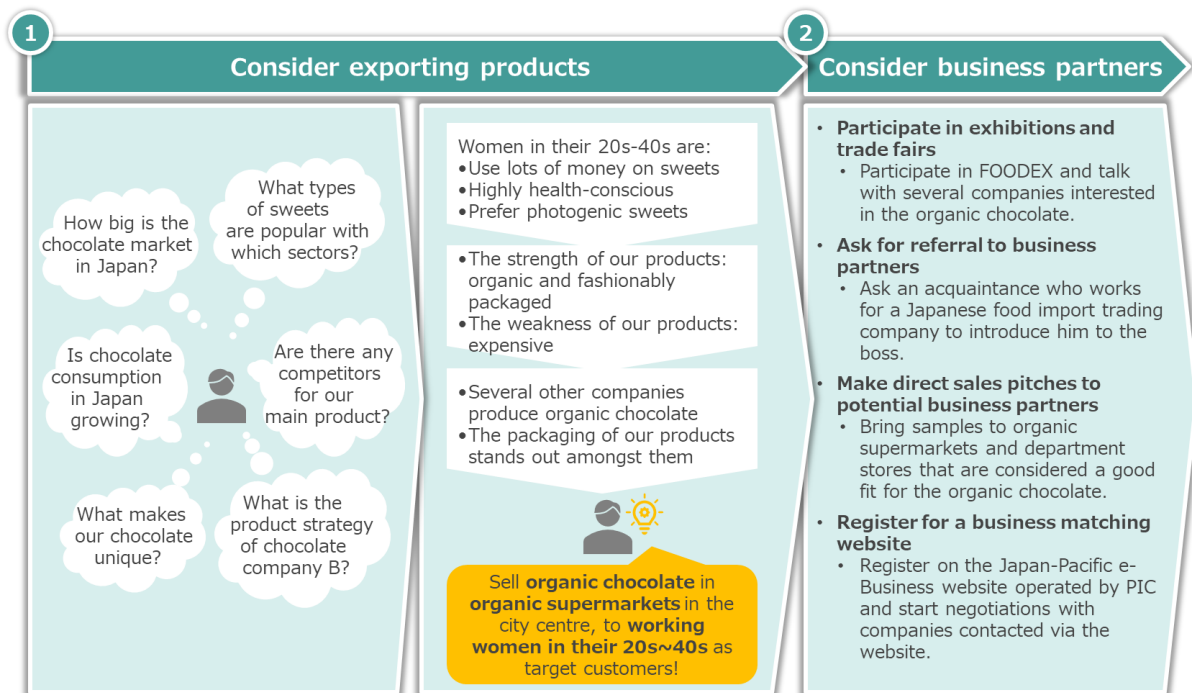 1
Consider exporting products
2
Consider business partners
How big is the
chocolate market
in Japan?
What types
of sweets
are popular with
which sectors?
Is chocolate
consumption
in Japan
growing?
Are there any
competitors
for our
main product?
What makes
our chocolate
unique?
What is the
product strategy
of chocolate
company B?
Women in their 20s-40s are:
•Use lots of money on sweets
•Highly health-conscious
•Prefer photogenic sweets
•The strength of our products:
organic and fashionably
packaged
•The weakness of our products:
expensive
•Several other companies
produce organic chocolate
•The packaging of our products
stands out amongst them
Sell organic chocolate in
organic supermarkets in the
city centre, to working
women in their 20s~40s as
target customers!
• Participate in exhibitions and
trade fairs
• Participate in FOODEX and talk
with several companies interested
in the organic chocolate.
• Ask for referral to business
partners
• Ask an acquaintance who works
for a Japanese food import trading
company to introduce him to the
boss.
• Make direct sales pitches to
potential business partners
• Bring samples to organic
supermarkets and department
stores that are considered a good
fit for the organic chocolate.
• Register for a business matching
website
• Register on the Japan-Pacific e-
Business website operated by PIC
and start negotiations with
companies contacted via the
website.